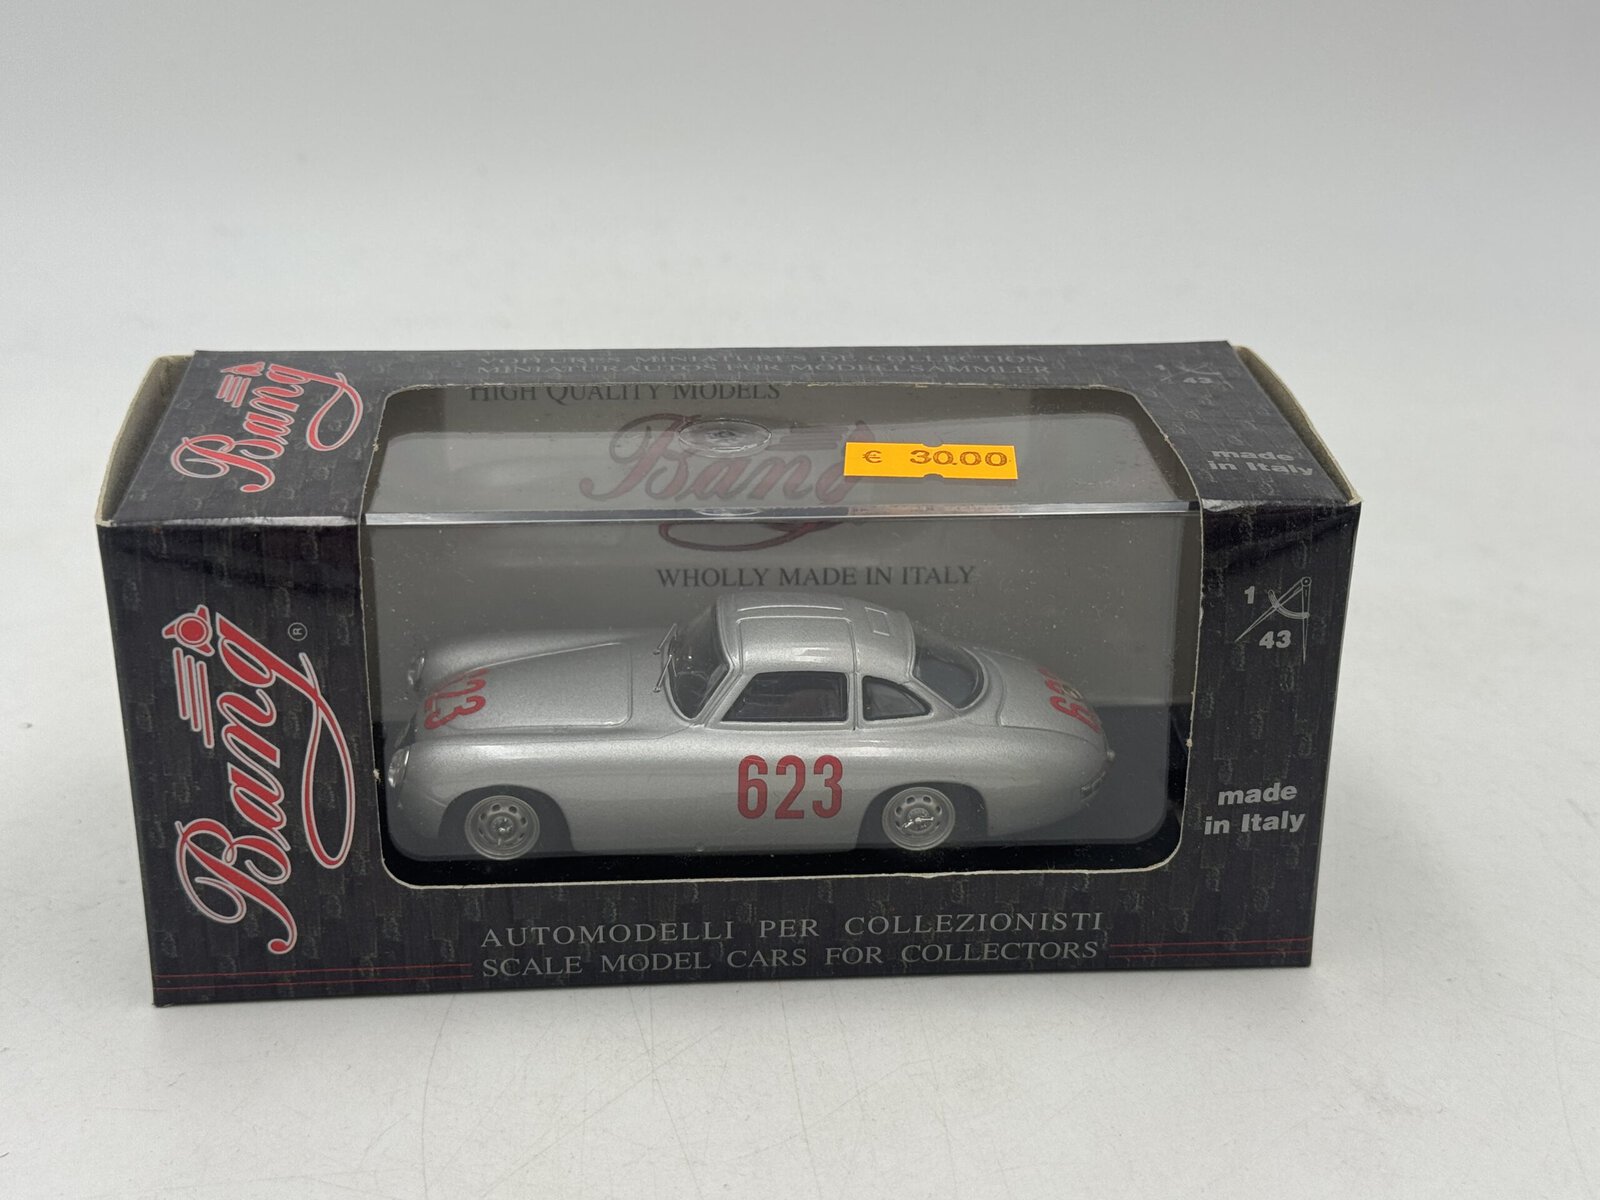 VOITURES MINIATURES DE COLLECTION
MINIATURAUTOS FÜR MODELLSAMMLER
1
43
Bang
HIGH QUALITY MODELS
Bang
€ 30.00
made
in Italy
WHOLLY MADE IN ITALY
Bang®
1
43
623
623
623
made
in Italy
AUTOMODELLI PER COLLEZIONISTI
SCALE MODEL CARS FOR COLLECTORS